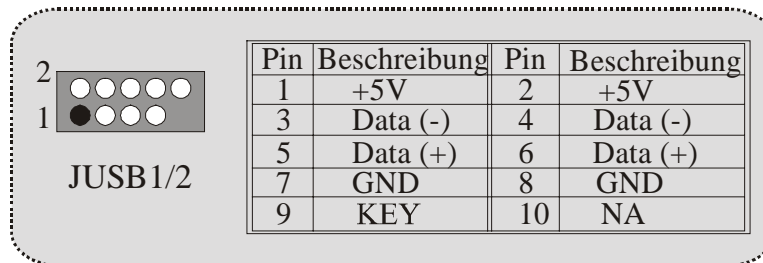 2
1
JUSB1/2
Pin Beschreibung Pin Beschreibung
1 +5V 2 +5V
3 Data (-) 4 Data (-)
5 Data (+) 6 Data (+)
7 GND 8 GND
9 KEY 10 NA